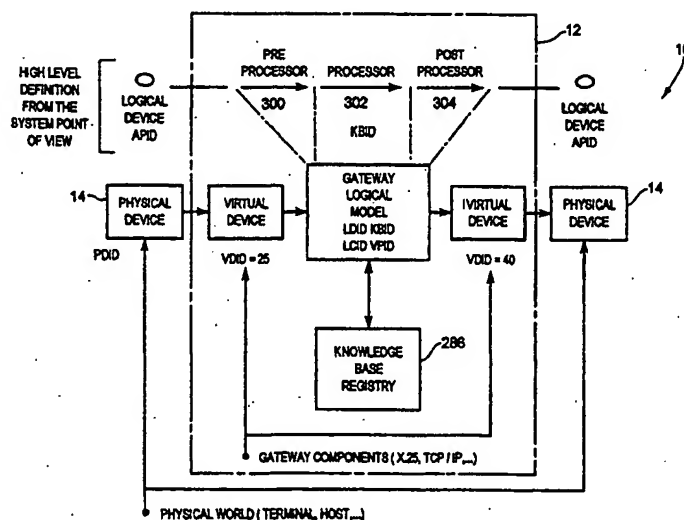 12
PRE
PROCESSOR
PROCESSOR
POST
PROCESSOR
300
302
304
KBID
HIGH LEVEL
DEFINITION
FROM THE
SYSTEM POINT
OF VIEW
LOGICAL
DEVICE
APID
LOGICAL
DEVICE
APID
14
PHYSICAL
DEVICE
PDID
VIRTUAL
DEVICE
VDID = 25
GATEWAY
LOGICAL
MODEL
LDID KBID
LCID VPID
IVIRTUAL
DEVICE
VDID = 40
PHYSICAL
DEVICE
14
KNOWLEDGE
BASE
REGISTRY
286
GATEWAY COMPONENTS ( X.25, TCP / IP,...)
PHYSICAL WORLD ( TERMINAL, HOST,...)